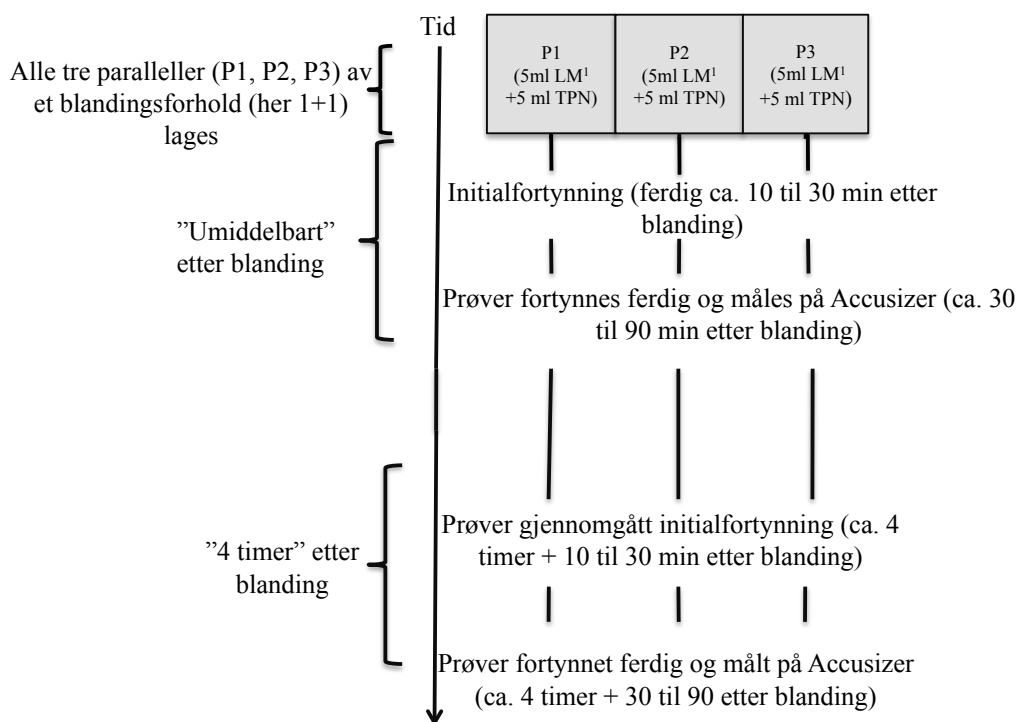 Tid
P1
(5ml LM¹
+5 ml TPN)
P2
(5ml LM¹
+5 ml TPN)
P3
(5 ml LM¹
+5 ml TPN)
Alle tre paralleller (P1, P2, P3) av
et blandingsforhold (her 1+1)
lages
Initialfortynning (ferdig ca. 10 til 30 min etter
blanding)
”Umiddelbart”
etter blanding
Prøver fortynnes ferdig og måles på Accusizer (ca. 30
til 90 min etter blanding)
Prøver gjennomgått initialfortynning (ca. 4
timer + 10 til 30 min etter blanding)
”4 timer” etter
blanding
Prøver fortynnet ferdig og målt på Accusizer
(ca. 4 timer + 30 til 90 etter blanding)